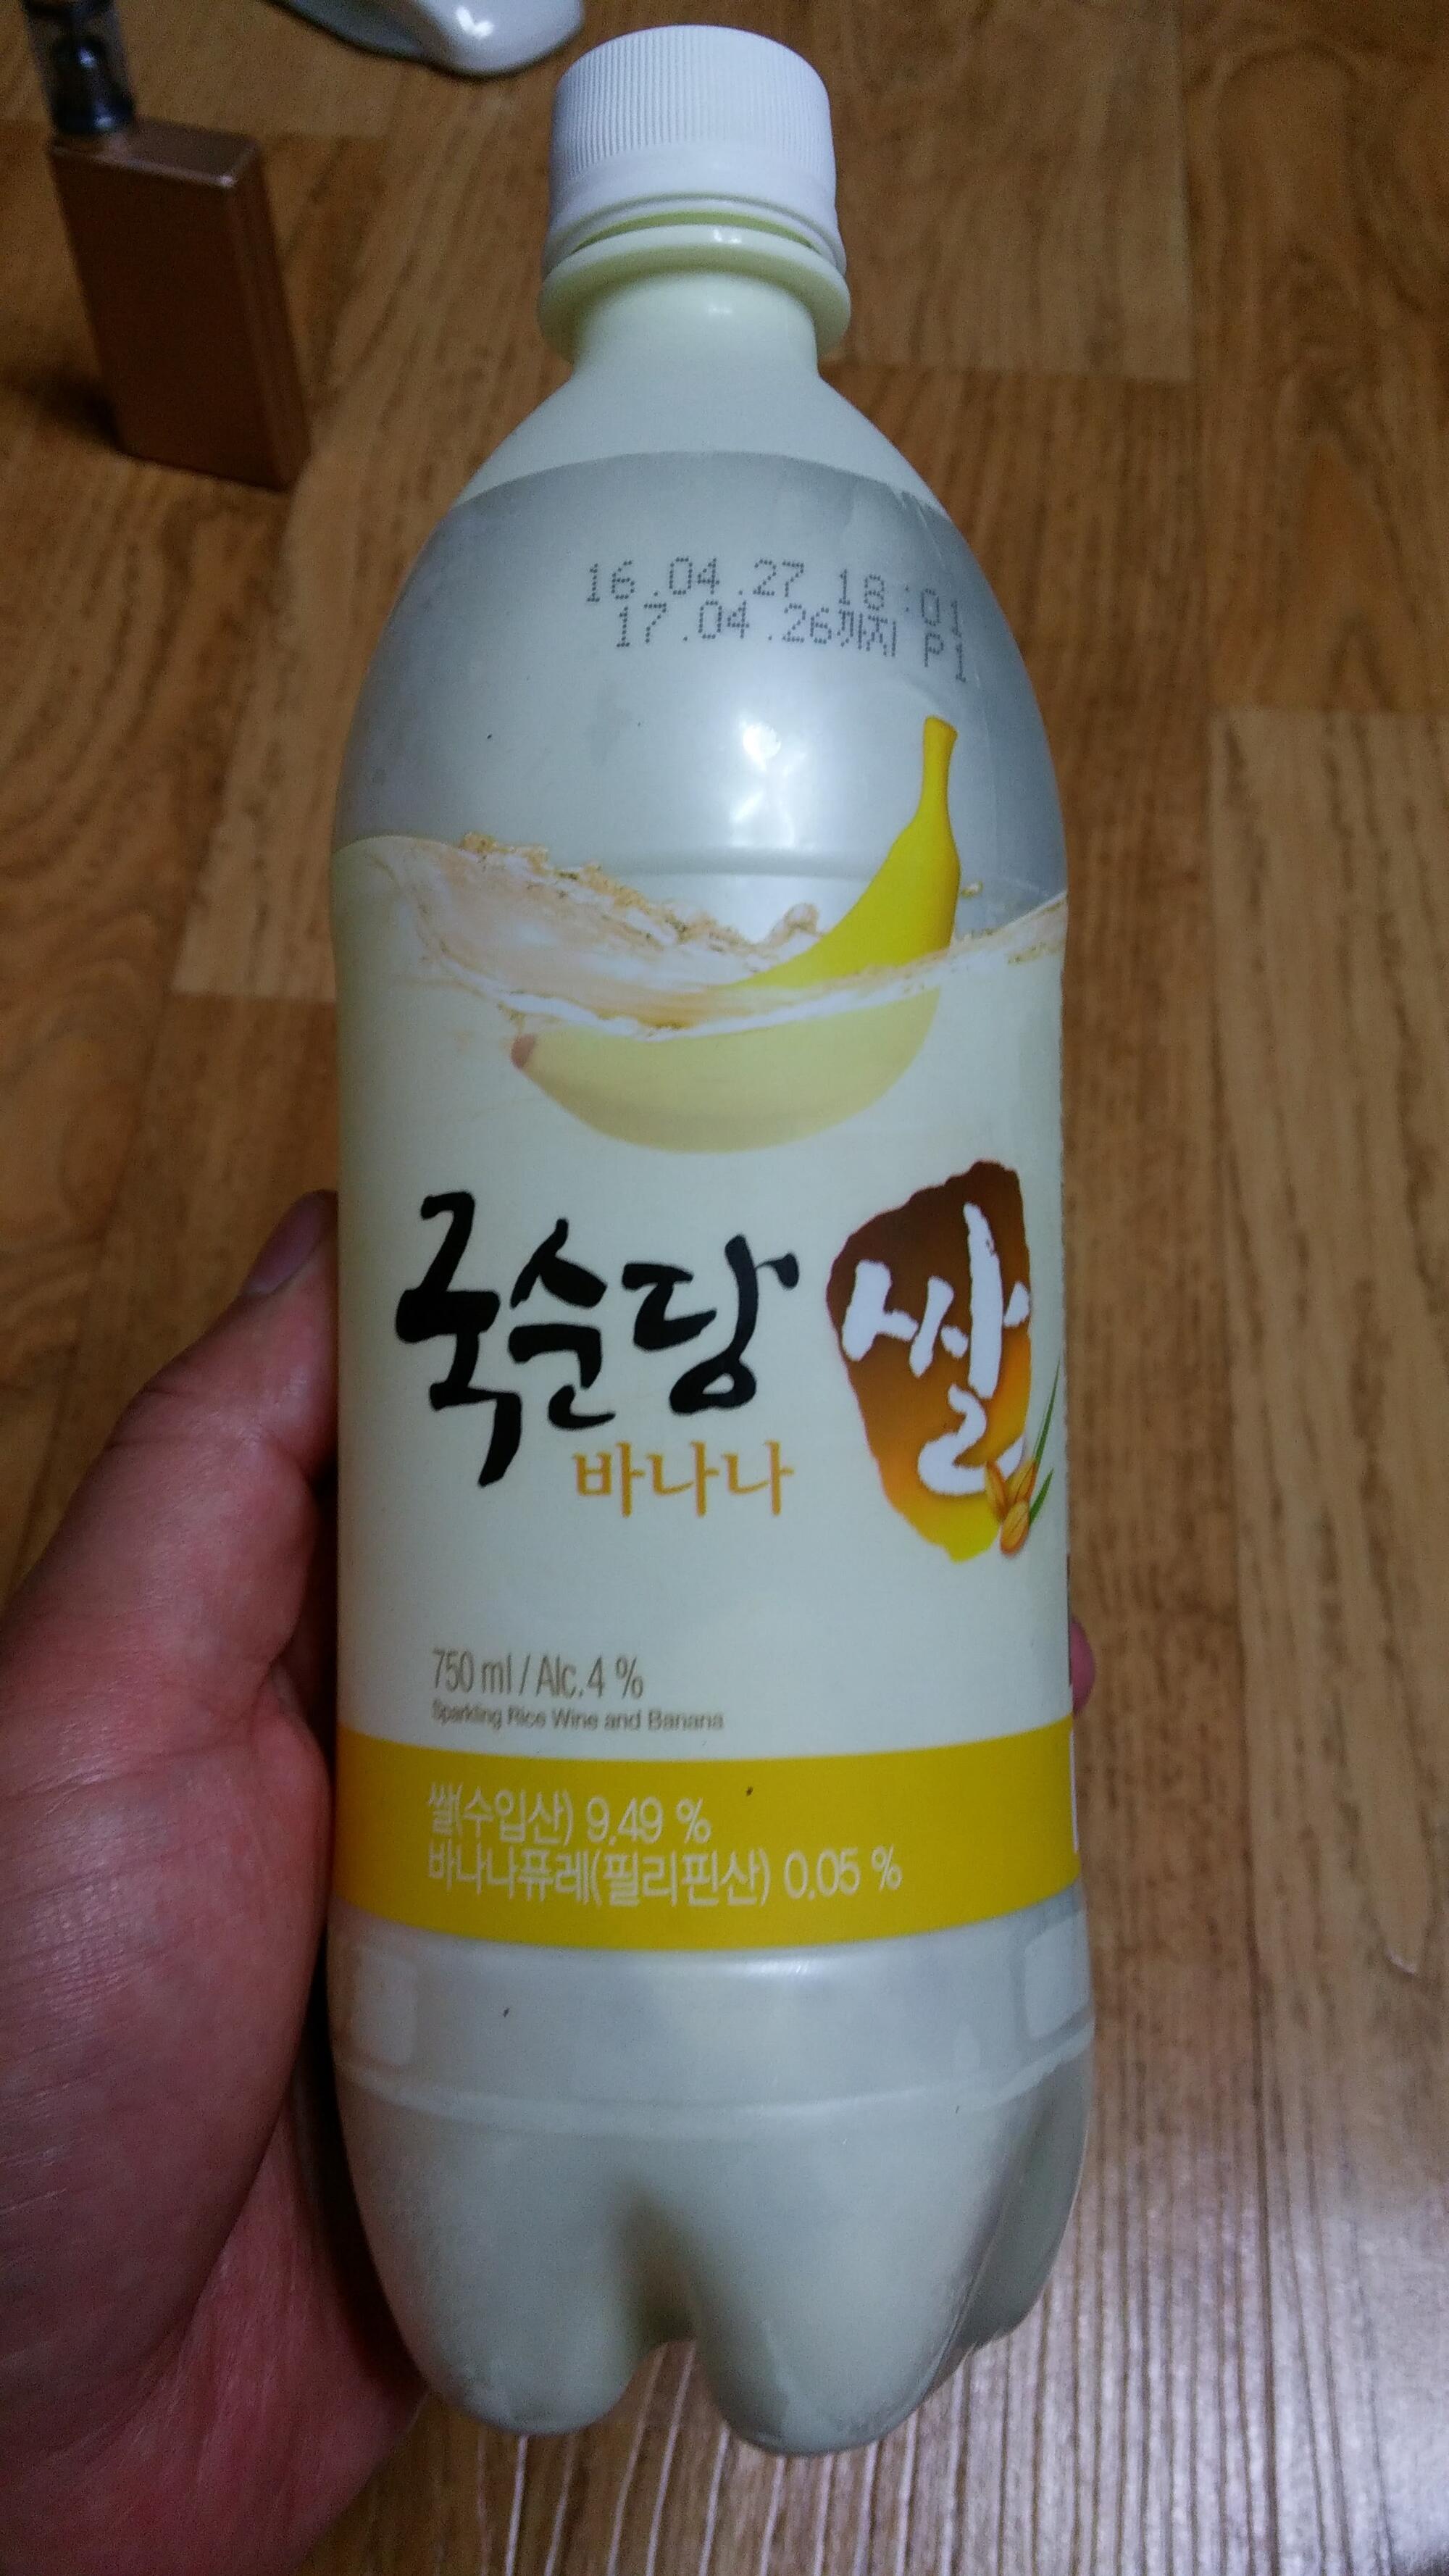 16.04.27 18:01
17.04.26까지 P1
국순당 쌀
바나나
750 ml / Alc. 4 %
Sparkling Rice Wine and Banana
쌀(수입산) 9.49 %
바나나퓨레(필리핀산) 0.05 %